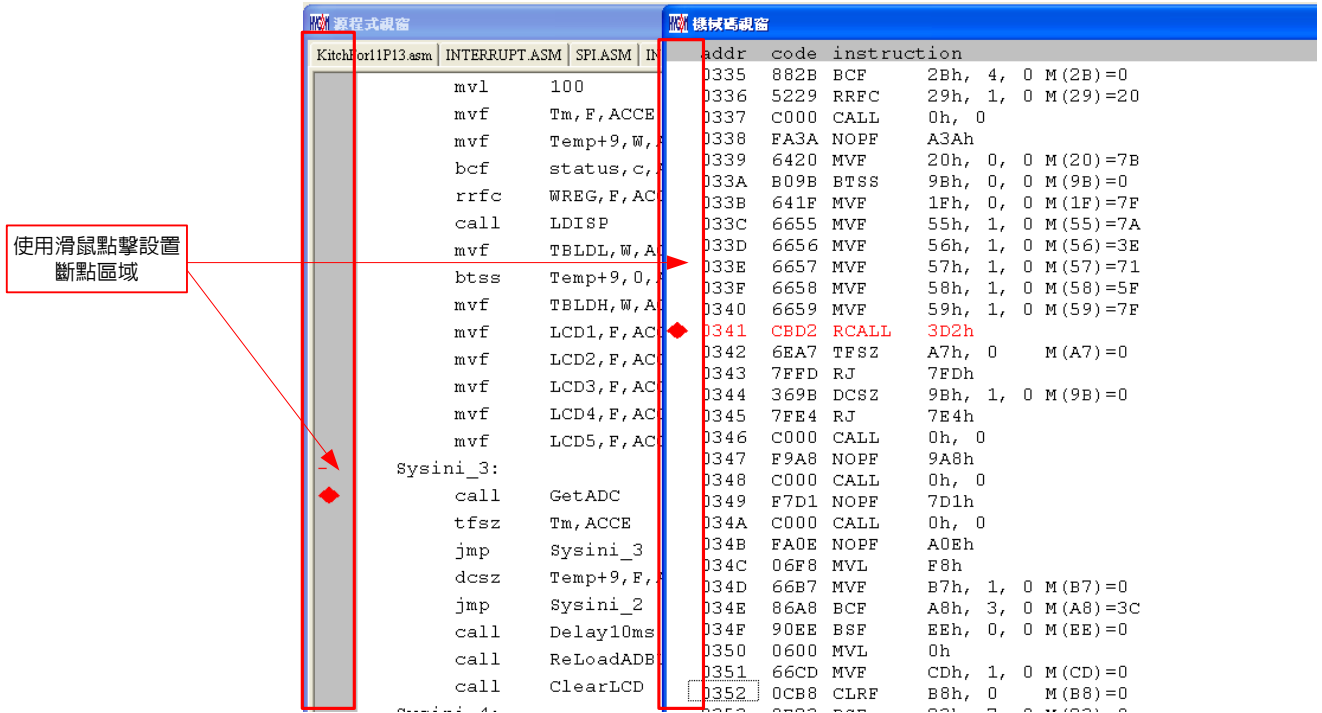 源程式視窗
KitchFor11P13.asm INTERRUPT.ASM SPI.ASM IN
mvl 100
mvf Tm,F,ACCE
mvf Temp+9,W,
bcf status,c,
rrfc WREG,F,ACC
call LDISP
mvf TBLDL,W,AC
btss Temp+9,0,
mvf TBLDH,W,AC
mvf LCD1,F,ACC
mvf LCD2,F,ACC
mvf LCD3,F,ACC
mvf LCD4,F,ACC
mvf LCD5,F,ACC
Sysini_3:
call GetADC
tfsz Tm,ACCE
jmp Sysini_3
dcsz Temp+9,F,
jmp Sysini_2
call Delay10ms
call ReLoadADB
call ClearLCD
Sysini_4:
使用滑鼠點擊設置
斷點區域
機械碼視窗
addr code instruction
0335 882B BCF 2Bh, 4, 0 M(2B)=0
0336 5229 RRFC 29h, 1, 0 M(29)=20
0337 C000 CALL 0h, 0
0338 FA3A NOPF A3Ah
0339 6420 MVF 20h, 0, 0 M(20)=7B
033A B09B BTSS 9Bh, 0, 0 M(9B)=0
033B 641F MVF 1Fh, 0, 0 M(1F)=7F
033C 6655 MVF 55h, 1, 0 M(55)=7A
033D 6656 MVF 56h, 1, 0 M(56)=3E
033E 6657 MVF 57h, 1, 0 M(57)=71
033F 6658 MVF 58h, 1, 0 M(58)=5F
0340 6659 MVF 59h, 1, 0 M(59)=7F
0341 CBD2 RCALL 3D2h
0342 6EA7 TFSZ A7h, 0 M(A7)=0
0343 7FFD RJ 7FDh
0344 369B DCSZ 9Bh, 1, 0 M(9B)=0
0345 7FE4 RJ 7E4h
0346 C000 CALL 0h, 0
0347 F9A8 NOPF 9A8h
0348 C000 CALL 0h, 0
0349 F7D1 NOPF 7D1h
034A C000 CALL 0h, 0
034B FA0E NOPF A0Eh
034C 06F8 MVL F8h
034D 66B7 MVF B7h, 1, 0 M(B7)=0
034E 86A8 BCF A8h, 3, 0 M(A8)=3C
034F 90EE BSF EEh, 0, 0 M(EE)=0
0350 0600 MVL 0h
0351 66CD MVF CDh, 1, 0 M(CD)=0
0352 0CB8 CLRF B8h, 0 M(B8)=0